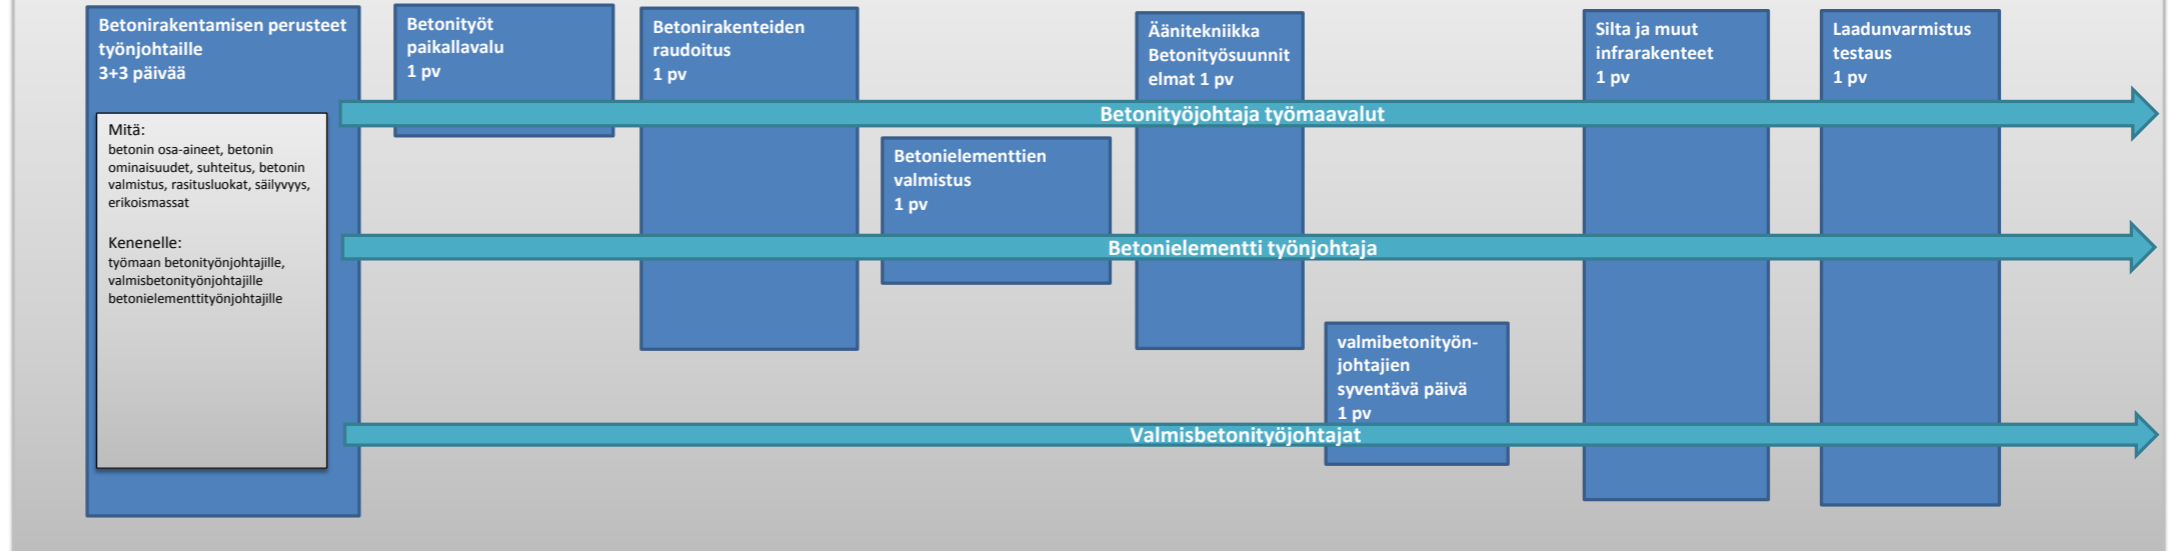 Betonirakentamisen perusteet
työnjohtaille
3+3 päivää
Mitä:
betonin osa-aineet, betonin
ominaisuudet, suhteitus, betonin
valmistus, rasitusluokat, säilyvyys,
erikoismassat
Kenenelle:
työmaan betonityönjohtajille,
valmisbetonityönjohtajille
betonielementtityönjohtajille
Betonityöt
paikallavalu
1 pv
Betonirakenteiden
raudoitus
1 pv
Betonielementtien
valmistus
1 pv
Äänitekniikka
Betonityösuunnit
elmat 1 pv
valmibetonityön-
johtajien
syventävä päivä
1 pv
Silta ja muut
infrarakenteet
1 pv
Laadunvarmistus
testaus
1 pv
Betonityöjohtaja työmaavalut
Betonielementti työnjohtaja
Valmisbetonityöjohtajat